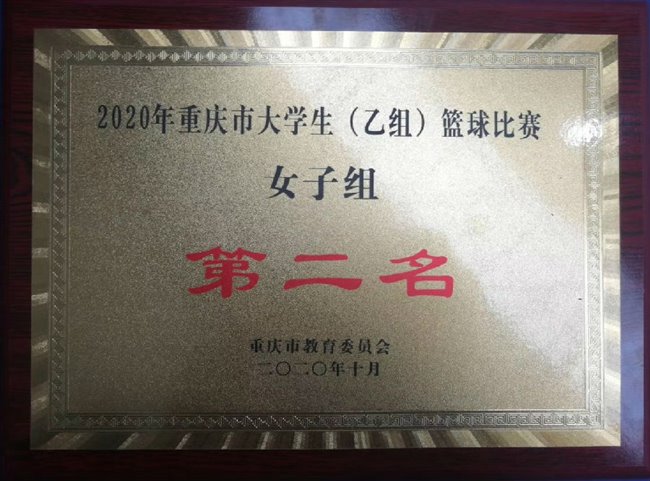 2020年重庆市大学生（乙组）篮球比赛
女子组
第二名
重庆市教育委员会
二〇二〇年十月